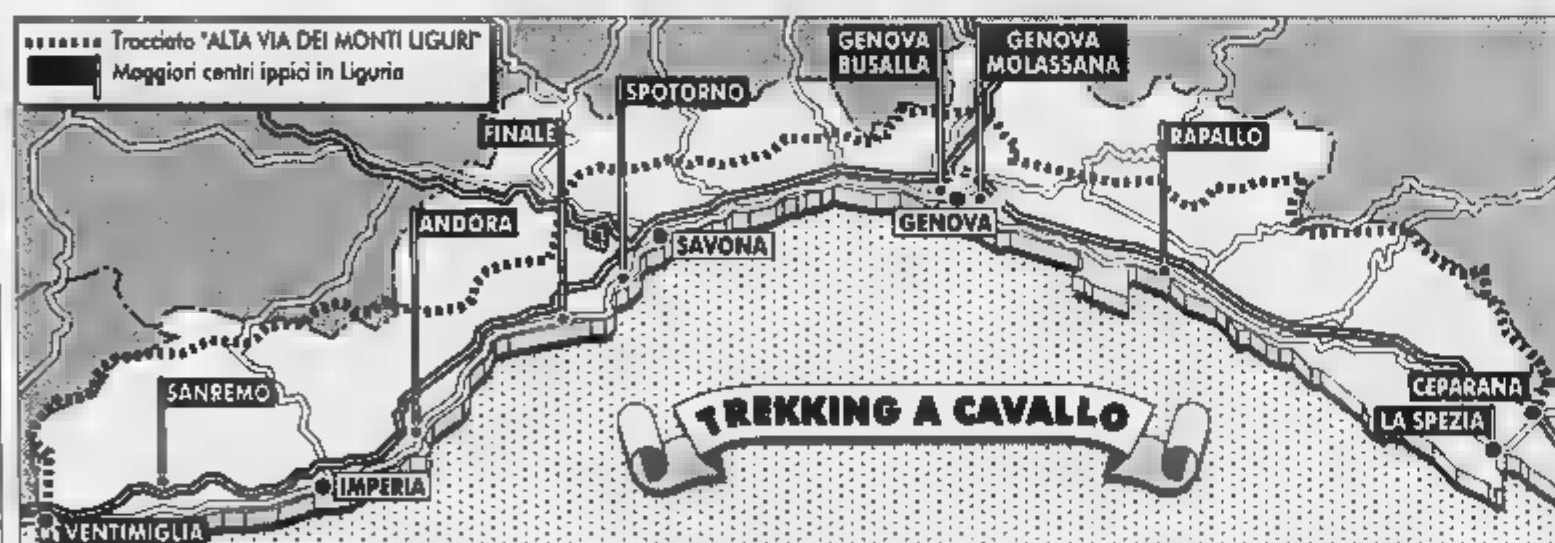 Tracciato "ALTA VIA DEI MONTI LIGURI"
Maggiori centri ippici in Liguria
GENOVA
BUSALLA
GENOVA
MOLASSANA
SPOTORNO
FINALE
RAPALLO
ANDORA
SAVONA
GENOVA
SANREMO
CEPARANA
LA SPEZIA
TREKKING A CAVALLO
IMPERIA
VENTIMIGLIA